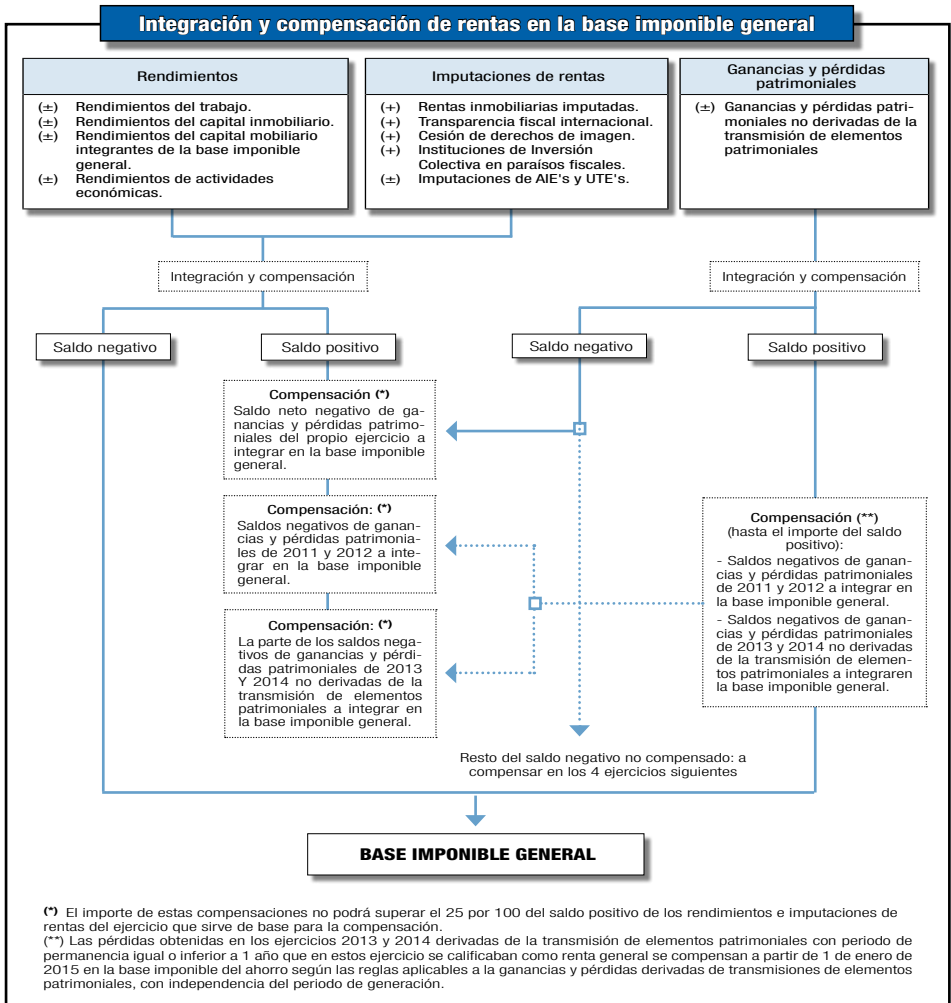 Integración y compensación de rentas en la base imponible general
Rendimientos
(±) Rendimientos del trabajo.
(±) Rendimientos del capital inmobiliario.
(±) Rendimientos del capital mobiliario
integrantes de la base imponible
general.
(±) Rendimientos de actividades
económicas.
Imputaciones de rentas
(+) Rentas inmobiliarias imputadas.
(+) Transparencia fiscal internacional.
(+) Cesión de derechos de imagen.
(+) Instituciones de Inversión
Colectiva en paraísos fiscales.
(±) Imputaciones de AIE's y UTE's.
Ganancias y pérdidas
patrimoniales
(±) Ganancias y pérdidas patri-
moniales no derivadas de la
transmisión de elementos
patrimoniales
Integración y compensación
Integración y compensación
Saldo negativo
Saldo positivo
Saldo negativo
Saldo positivo
Compensación (*)
Saldo neto negativo de ga-
nancias y pérdidas patrimo-
niales del propio ejercicio a
integrar en la base imponible
general.
Compensación: (*)
Saldos negativos de ganan-
cias y pérdidas patrimonia-
les de 2011 y 2012 a inte-
grar en la base imponible
general.
Compensación: (*)
La parte de los saldos nega-
tivos de ganancias y pérdi-
das patrimoniales de 2013
Y 2014 no derivadas de la
transmisión de elementos
patrimoniales a integrar en
la base imponible general.
Compensación (**)
(hasta el importe del saldo
positivo):
- Saldos negativos de ganan-
cias y pérdidas patrimoniales
de 2011 y 2012 a integrar en
la base imponible general.
- Saldos negativos de ganan-
cias y pérdidas patrimoniales
de 2013 y 2014 no derivadas
de la transmisión de elemen-
tos patrimoniales a integraren
la base imponible general.
Resto del saldo negativo no compensado: a
compensar en los 4 ejercicios siguientes
BASE IMPONIBLE GENERAL
(*) El importe de estas compensaciones no podrá superar el 25 por 100 del saldo positivo de los rendimientos e imputaciones de
rentas del ejercicio que sirve de base para la compensación.
(**) Las pérdidas obtenidas en los ejercicios 2013 y 2014 derivadas de la transmisión de elementos patrimoniales con periodo de
permanencia igual o inferior a 1 año que en estos ejercicio se calificaban como renta general se compensan a partir de 1 de enero de
2015 en la base imponible del ahorro según las reglas aplicables a la ganancias y pérdidas derivadas de transmisiones de elementos
patrimoniales, con independencia del periodo de generación.